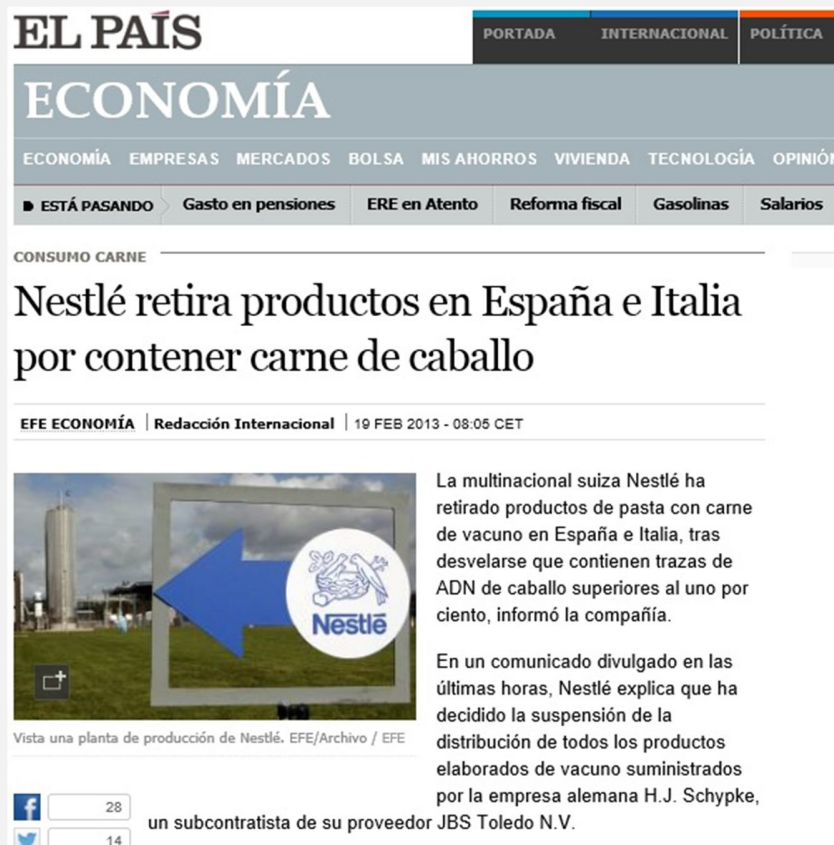 EL PAÍS
PORTADA INTERNACIONAL POLÍTICA
ECONOMÍA
ECONOMÍA EMPRESAS MERCADOS BOLSA MIS AHORROS VIVIENDA TECNOLOGÍA OPINIÓN
ESTÁ PASANDO Gasto en pensiones ERE en Atento Reforma fiscal Gasolinas Salarios
CONSUMO CARNE
Nestlé retira productos en España e Italia
por contener carne de caballo
EFE ECONOMÍA Redacción Internacional 19 FEB 2013 - 08:05 CET
Nestlé
Vista una planta de producción de Nestlé. EFE/Archivo / EFE
La multinacional suiza Nestlé ha
retirado productos de pasta con carne
de vacuno en España e Italia, tras
desvelarse que contienen trazas de
ADN de caballo superiores al uno por
ciento, informó la compañía.
En un comunicado divulgado en las
últimas horas, Nestlé explica que ha
decidido la suspensión de la
distribución de todos los productos
elaborados de vacuno suministrados
por la empresa alemana H.J. Schypke,
un subcontratista de su proveedor JBS Toledo N.V.
28
14